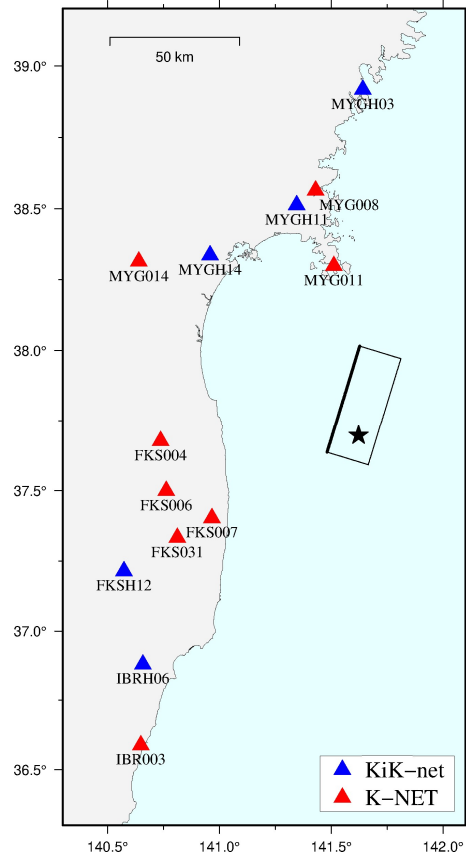 39.0°
50 km
MYGH03
38.5°
MYG008
MYGH11
MYGH14
MYG014
MYG011
38.0°
FKS004
37.5°
FKS006
FKS007
FKS031
FKSH12
37.0°
IBRH06
IBR003
36.5°
KiK-net
K-NET
140.5°
141.0°
141.5°
142.0°